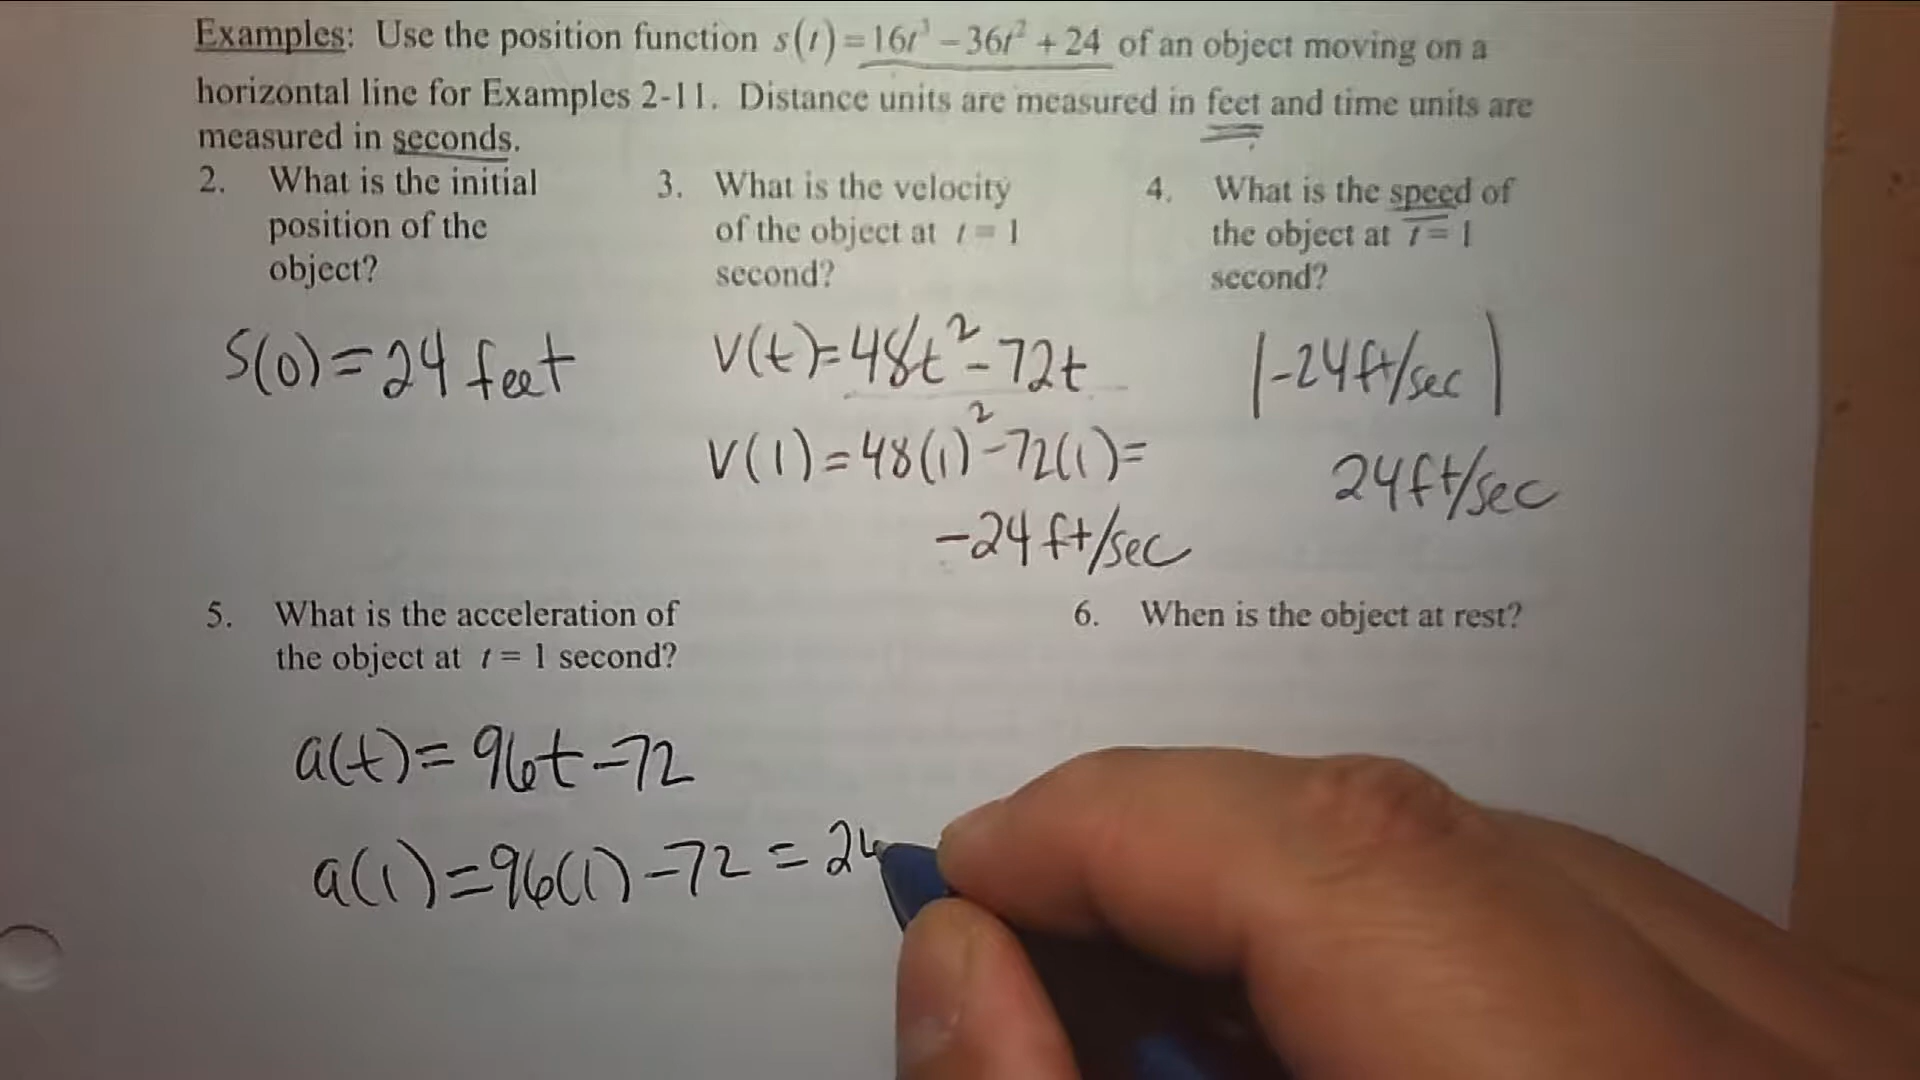 Examples: Use the position function s(t) = 16t³ − 36t² + 24 of an object moving on a
horizontal line for Examples 2-11. Distance units are measured in feet and time units are
measured in seconds.
2. What is the initial
position of the
object?
3. What is the velocity
of the object at t = 1
second?
4. What is the speed of
the object at t = 1
second?
S(0) = 24 feet
v(t) = 48t² − 72t
v(1) = 48(1)² − 72(1) =
−24 ft/sec
|−24 ft/sec|
24 ft/sec
5. What is the acceleration of
the object at t = 1 second?
6. When is the object at rest?
a(t) = 96t − 72
a(1) = 96(1) − 72 = 24